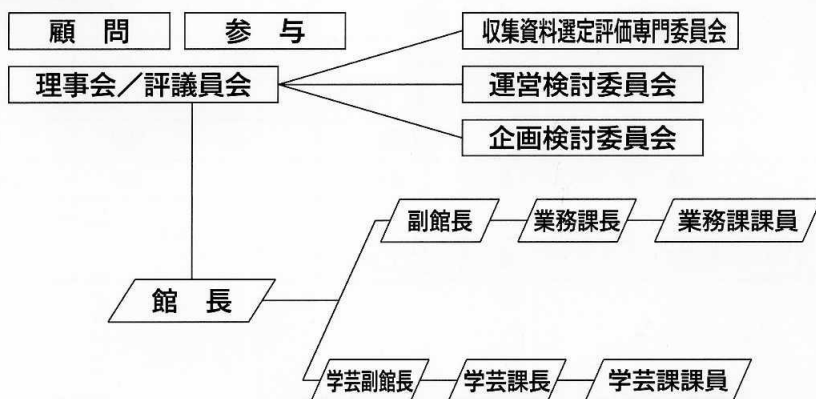 顧問
参与
収集資料選定評価専門委員会
理事会／評議員会
運営検討委員会
企画検討委員会
副館長
業務課長
業務課課員
館長
学芸副館長
学芸課長
学芸課課員